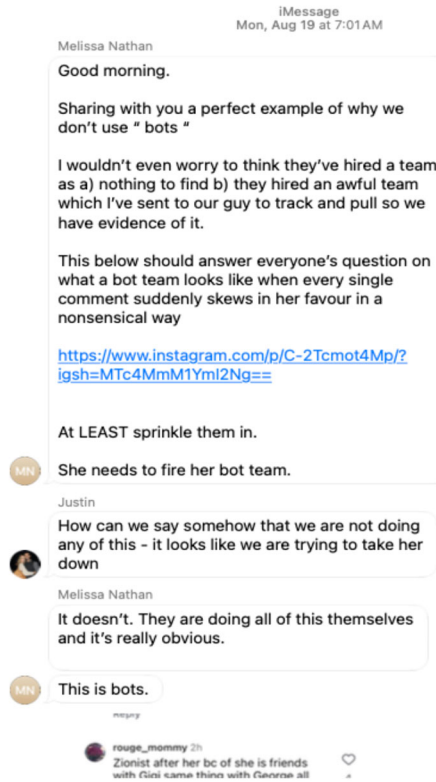 iMessage
Mon, Aug 19 at 7:01 AM
Melissa Nathan
Good morning.
Sharing with you a perfect example of why we
don't use " bots "
I wouldn't even worry to think they've hired a team
as a) nothing to find b) they hired an awful team
which I've sent to our guy to track and pull so we
have evidence of it.
This below should answer everyone's question on
what a bot team looks like when every single
comment suddenly skews in her favour in a
nonsensical way
https://www.instagram.com/p/C-2Tcmot4Mp/?
igsh=MTc4MmM1YmI2Ng==
At LEAST sprinkle them in.
MN
She needs to fire her bot team.
Justin
How can we say somehow that we are not doing
any of this - it looks like we are trying to take her
down
Melissa Nathan
It doesn't. They are doing all of this themselves
and it's really obvious.
MN
This is bots.
Reply
rouge_mommy 2h
Zionist after her bc of she is friends
with Gigi same thing with George all